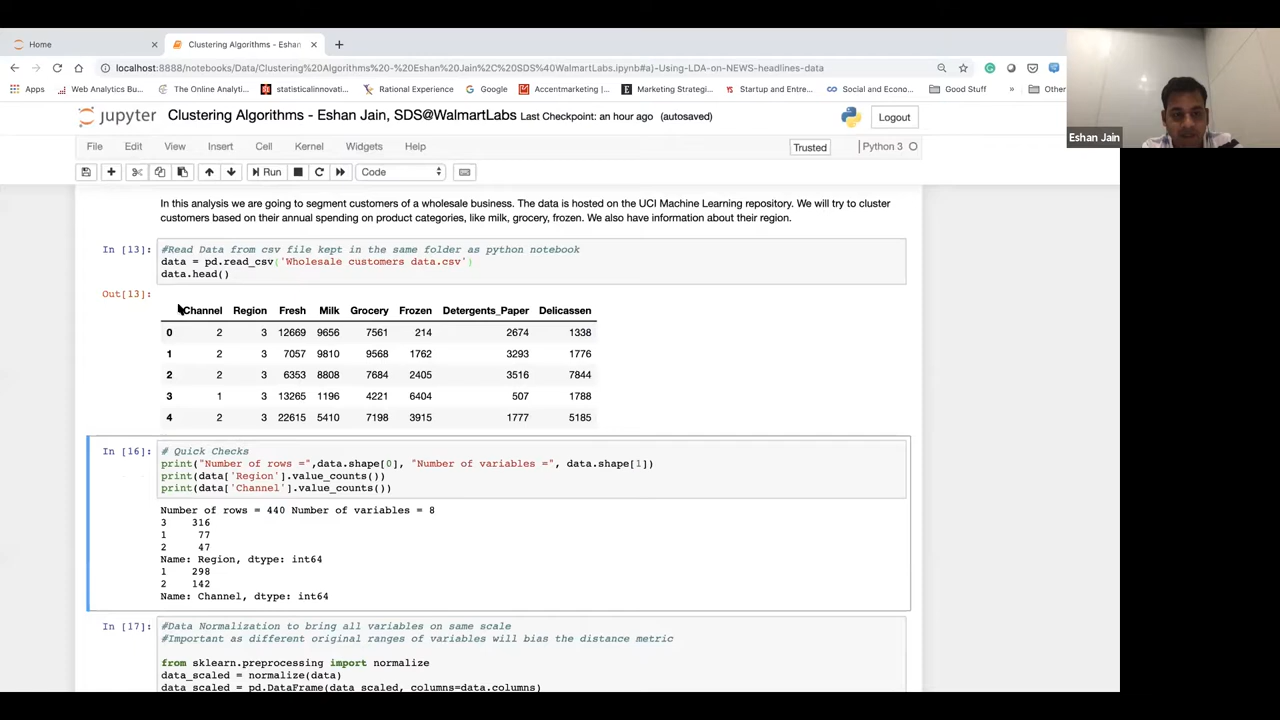 Home
Clustering Algorithms - Eshan
localhost:8888/notebooks/Data/Clustering%20Algorithms%20-%20Eshan%20Jain%2C%20SDS%40WalmartLabs.ipynb#a)-Using-LDA-on-NEWS-headlines-data
Apps Web Analytics Bu... The Online Analytic... statisticalinnovati... Rational Experience Google Accentmarketing |... Marketing Strategi... Startup and Entre... Social and Econo... Good Stuff » Other
Eshan Jain
jupyter Clustering Algorithms - Eshan Jain, SDS@WalmartLabs Last Checkpoint: an hour ago (autosaved) Logout
File Edit View Insert Cell Kernel Widgets Help Trusted Python 3
Run Code
In this analysis we are going to segment customers of a wholesale business. The data is hosted on the UCI Machine Learning repository. We will try to cluster
customers based on their annual spending on product categories, like milk, grocery, frozen. We also have information about their region.
In [13]: #Read Data from csv file kept in the same folder as python notebook
data = pd.read_csv('Wholesale customers data.csv')
data.head()
Out[13]:
Channel Region Fresh Milk Grocery Frozen Detergents_Paper Delicassen
0 2 3 12669 9656 7561 214 2674 1338
1 2 3 7057 9810 9568 1762 3293 1776
2 2 3 6353 8808 7684 2405 3516 7844
3 1 3 13265 1196 4221 6404 507 1788
4 2 3 22615 5410 7198 3915 1777 5185
In [16]: # Quick Checks
print("Number of rows =",data.shape[0], "Number of variables =", data.shape[1])
print(data['Region'].value_counts())
print(data['Channel'].value_counts())
Number of rows = 440 Number of variables = 8
3 316
1 77
2 47
Name: Region, dtype: int64
1 298
2 142
Name: Channel, dtype: int64
In [17]: #Data Normalization to bring all variables on same scale
#Important as different original ranges of variables will bias the distance metric
from sklearn.preprocessing import normalize
data_scaled = normalize(data)
data_scaled = pd.DataFrame(data_scaled, columns=data.columns)